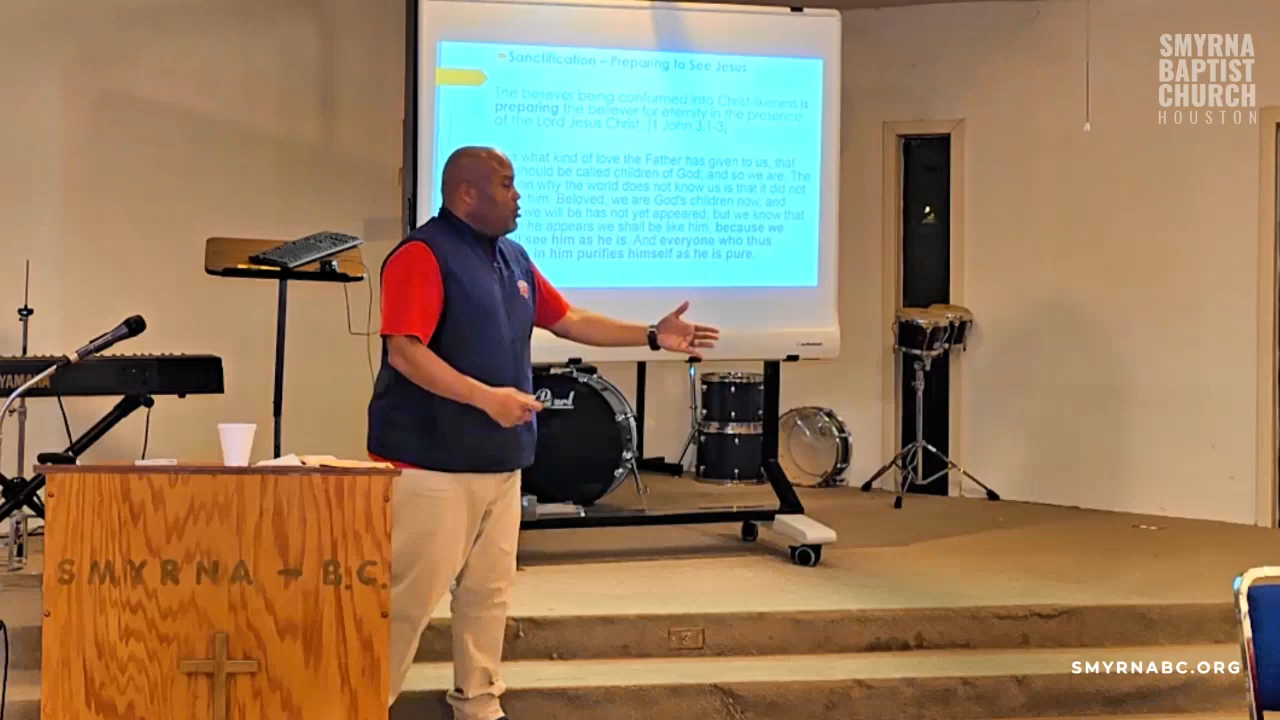 SMYRNA
BAPTIST
CHURCH
HOUSTON
Sanctification – Preparing to See Jesus
The believer being conformed into Christ-likeness is
preparing the believer for eternity in the presence
of the Lord Jesus Christ. (1 John 3:1-3)
what kind of love the Father has given to us, that
should be called children of God; and so we are. The
why the world does not know us is that it did not
him. Beloved, we are God's children now, and
we will be has not yet appeared; but we know that
he appears we shall be like him, because we
see him as he is. And everyone who thus
in him purifies himself as he is pure.
YAMAHA
Pearl
SMYRNA B.C.
SMYRNABC.ORG